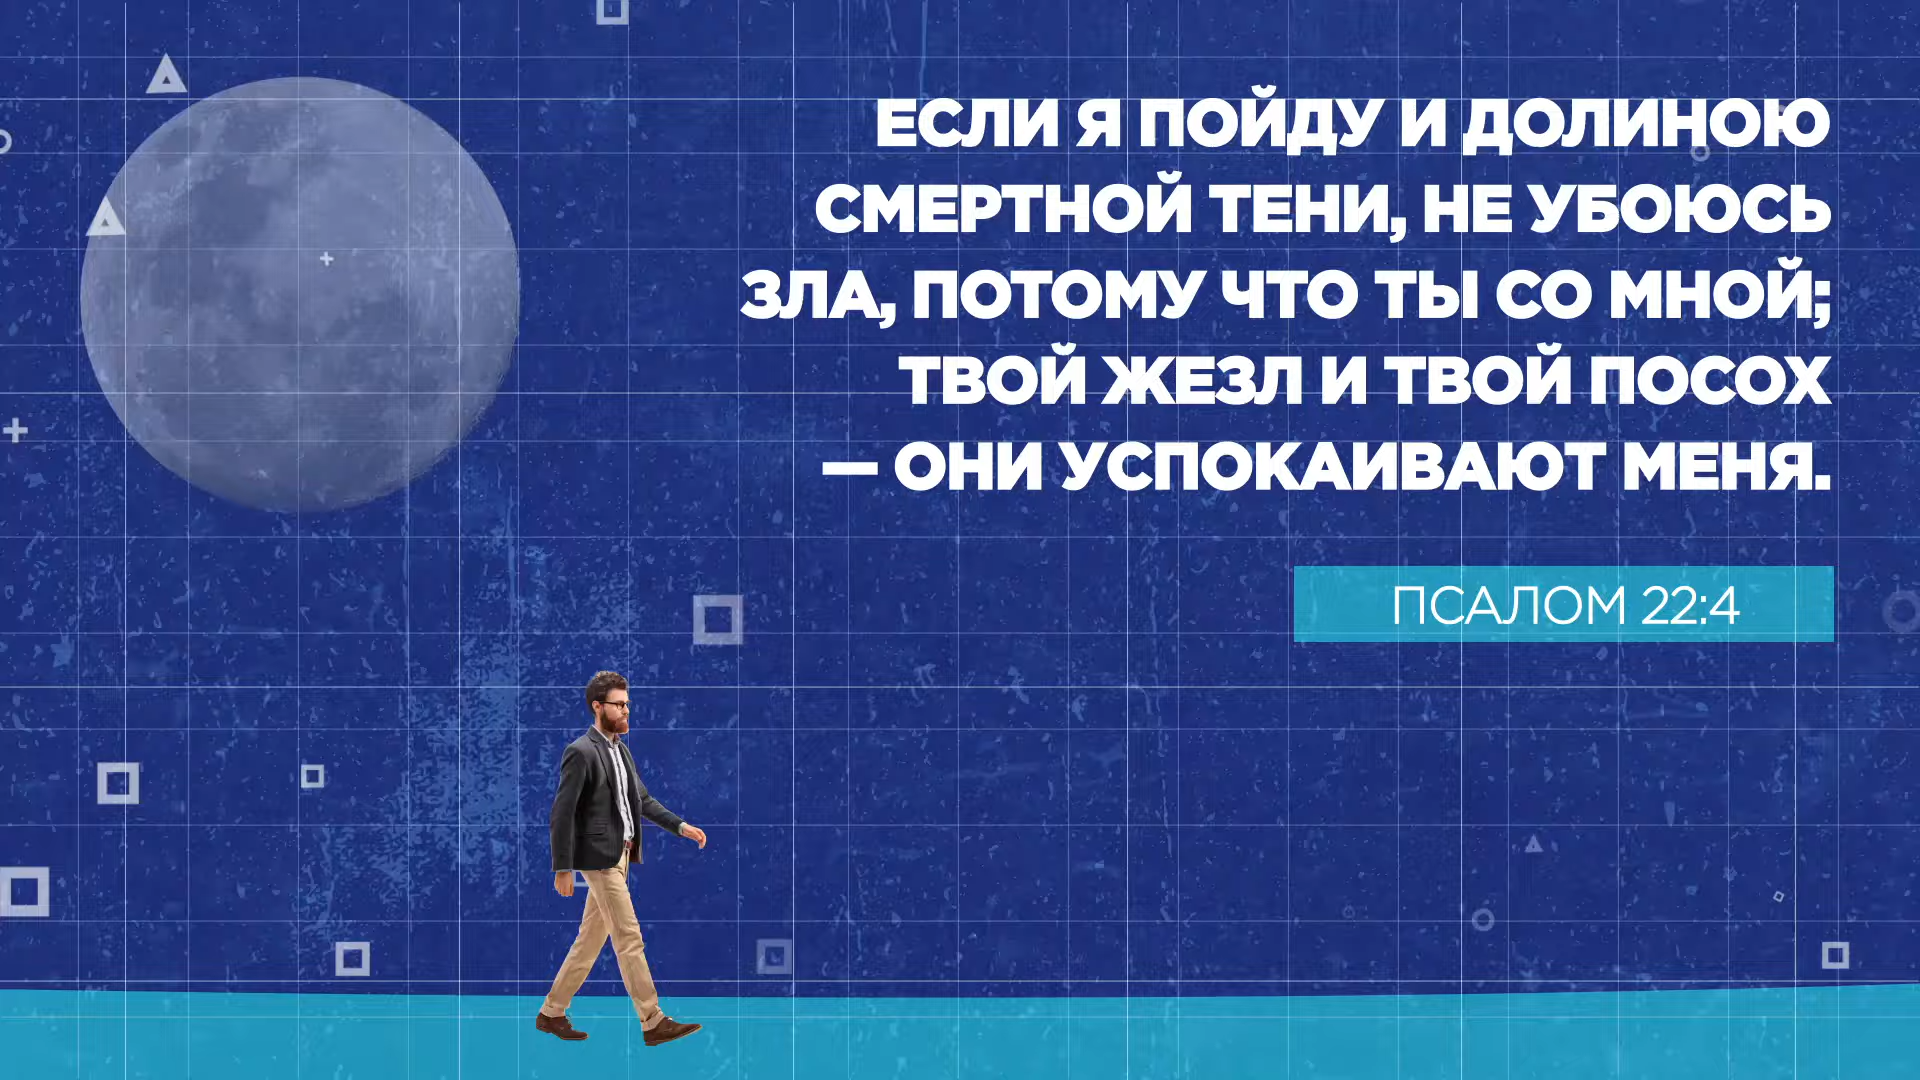 ЕСЛИ Я ПОЙДУ И ДОЛИНОЮ
СМЕРТНОЙ ТЕНИ, НЕ УБОЮСЬ
ЗЛА, ПОТОМУ ЧТО ТЫ СО МНОЙ;
ТВОЙ ЖЕЗЛ И ТВОЙ ПОСОХ
— ОНИ УСПОКАИВАЮТ МЕНЯ.
ПСАЛОМ 22:4